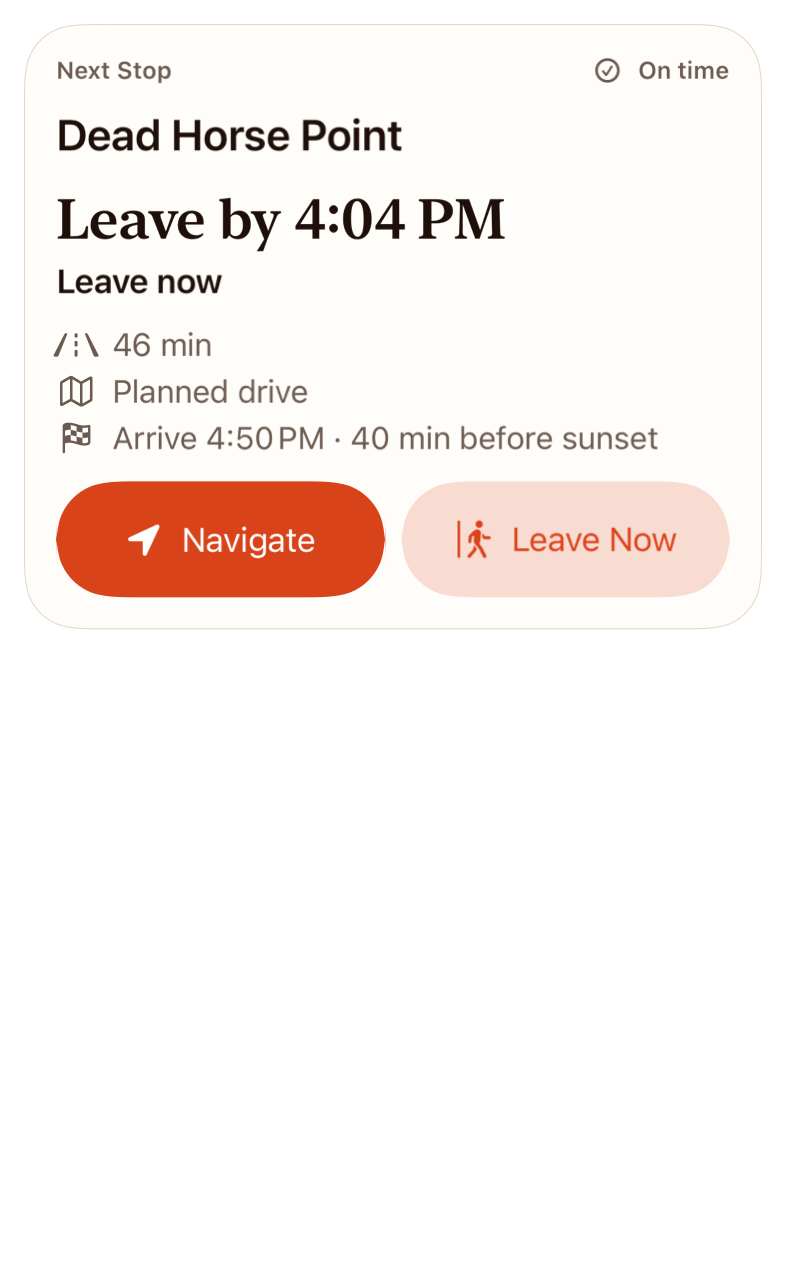 Next Stop
On time
Dead Horse Point
Leave by 4:04 PM
Leave now
46 min
Planned drive
Arrive 4:50 PM · 40 min before sunset
Navigate
Leave Now